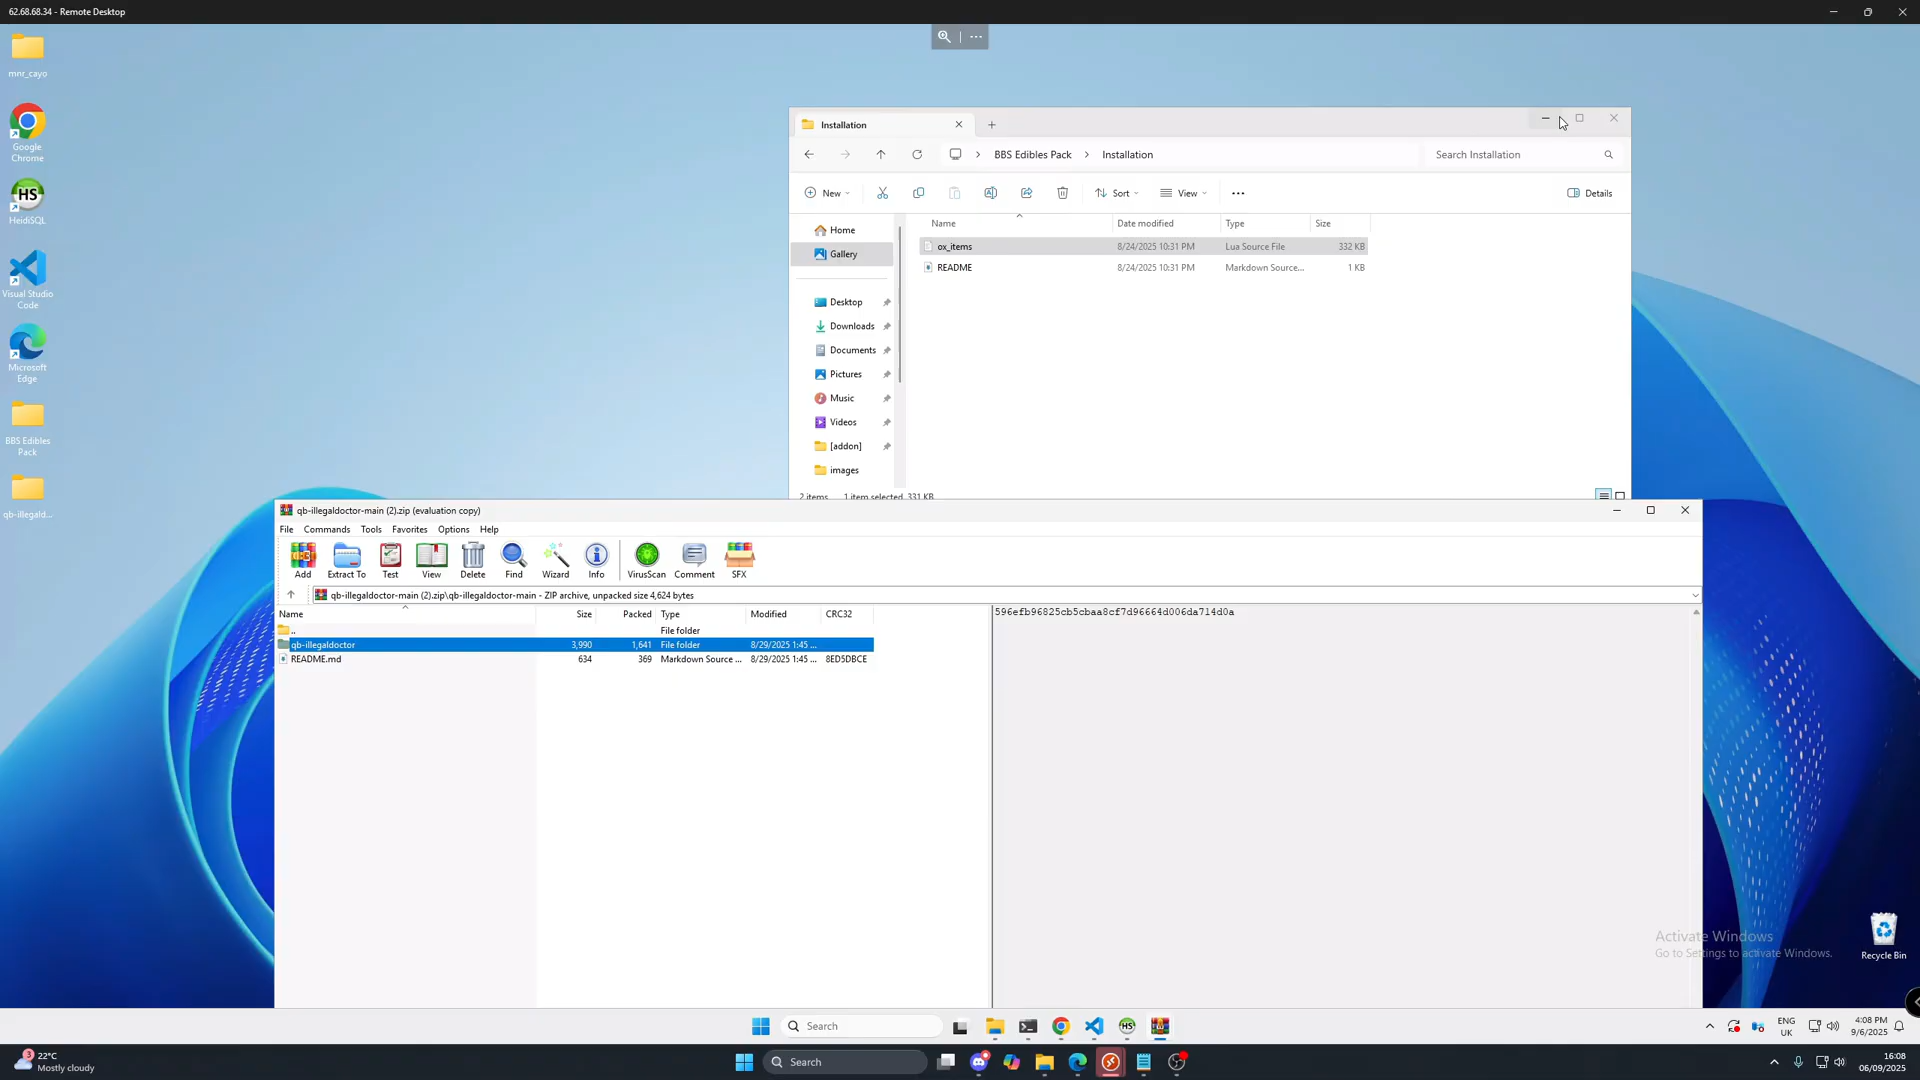 62.68.68.34 - Remote Desktop
mnr_cayo
Google
Chrome
HeidiSQL
Visual Studio
Code
Microsoft
Edge
BBS Edibles
Pack
qb-illegald...
Installation
BBS Edibles Pack
Installation
Search Installation
New
Sort
View
Details
Name
Date modified
Type
Size
ox_items
8/24/2025 10:31 PM
Lua Source File
332 KB
README
8/24/2025 10:31 PM
Markdown Source...
1 KB
Home
Gallery
Desktop
Downloads
Documents
Pictures
Music
Videos
[addon]
images
2 items
1 item selected 331 KB
qb-illegaldoctor-main (2).zip (evaluation copy)
File Commands Tools Favorites Options Help
Add
Extract To
Test
View
Delete
Find
Wizard
Info
VirusScan
Comment
SFX
qb-illegaldoctor-main (2).zip\qb-illegaldoctor-main - ZIP archive, unpacked size 4,624 bytes
Name Size Packed Type Modified CRC32
.. File folder
qb-illegaldoctor 3,990 1,641 File folder 8/29/2025 1:45 ...
README.md 634 369 Markdown Source ... 8/29/2025 1:45 ... 8ED5DBCE
596efb96825cb5cbaa8cf7d96664d006da714d0a
Activate Windows
Go to Settings to activate Windows.
Recycle Bin
Search
HS
ENG
UK
4:08 PM
9/6/2025
3
22°C
Mostly cloudy
Search
16:08
06/09/2025